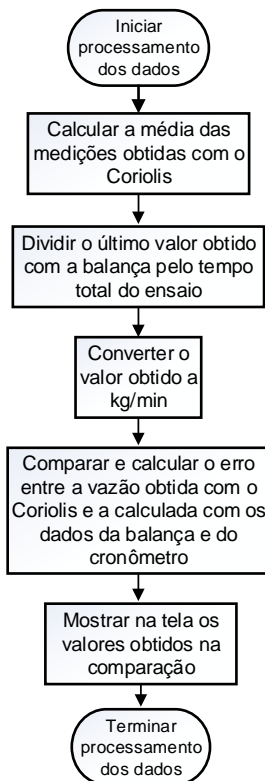 Iniciar
processamento
dos dados
Calcular a média das
medições obtidas com o
Coriolis
Dividir o último valor obtido
com a balança pelo tempo
total do ensaio
Converter o
valor obtido a
kg/min
Comparar e calcular o erro
entre a vazão obtida com o
Coriolis e a calculada com os
dados da balança e do
cronômetro
Mostrar na tela os
valores obtidos na
comparação
Terminar
processamento
dos dados